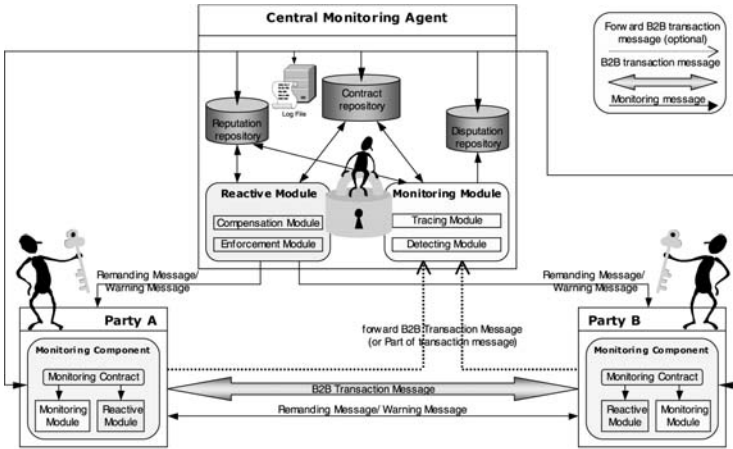 Central Monitoring Agent
Forward B2B transaction
message (optional)
B2B transaction message
Monitoring message
Reputation
repository
Log File
Contract
repository
Disputation
repository
Reactive Module
Compensation Module
Enforcement Module
Monitoring Module
Tracing Module
Detecting Module
Remanding Message/
Warning Message
Remanding Message/
Warning Message
Party A
Monitoring Component
Monitoring Contract
Monitoring
Module
Reactive
Module
forward B2B Transaction Message
(or Part of transaction message)
B2B Transaction Message
Remanding Message/ Warning Message
Party B
Monitoring Component
Monitoring Contract
Reactive
Module
Monitoring
Module